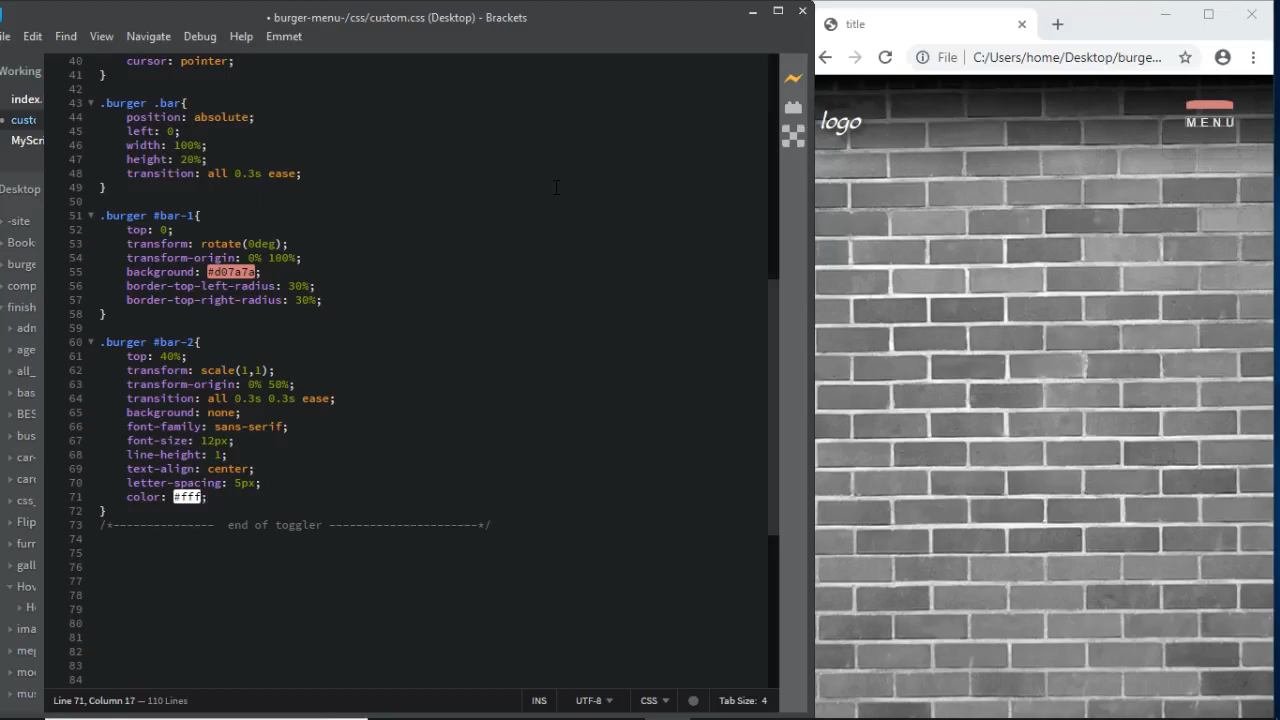 • burger-menu-/css/custom.css (Desktop) - Brackets
ile Edit Find View Navigate Debug Help Emmet
Working
index.
custo
MyScri
Desktop
-site
Book
burge
comp
finish
adn
age
all_
bas
BES
bus
car-
card
css_
Flip
furr
gall
Hov
H
ima
meg
mod
mus
40 cursor: pointer;
41 }
42
43 .burger .bar{
44 position: absolute;
45 left: 0;
46 width: 100%;
47 height: 20%;
48 transition: all 0.3s ease;
49 }
50
51 .burger #bar-1{
52 top: 0;
53 transform: rotate(0deg);
54 transform-origin: 0% 100%;
55 background: #d07a7a;
56 border-top-left-radius: 30%;
57 border-top-right-radius: 30%;
58 }
59
60 .burger #bar-2{
61 top: 40%;
62 transform: scale(1,1);
63 transform-origin: 0% 50%;
64 transition: all 0.3s 0.3s ease;
65 background: none;
66 font-family: sans-serif;
67 font-size: 12px;
68 line-height: 1;
69 text-align: center;
70 letter-spacing: 5px;
71 color: #fff;
72 }
73 /*--------------- end of toggler ----------------------*/
74
75
76
77
78
79
80
81
82
83
84
Line 71, Column 17 — 110 Lines
INS UTF-8 CSS Tab Size: 4
title
File C:/Users/home/Desktop/burge...
logo
MENU